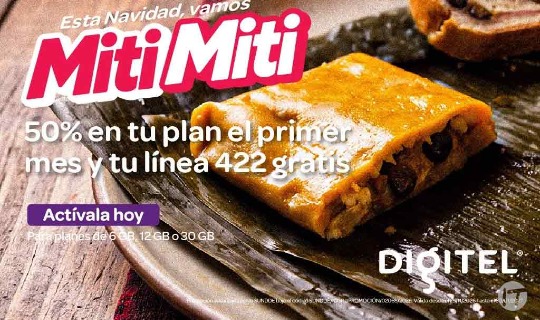 Esta Navidad, vamos
Miti Miti
50% en tu plan el primer
mes y tu línea 422 gratis
Actívala hoy
Para planes de 6 GB, 12 GB o 30 GB
DIGITEL